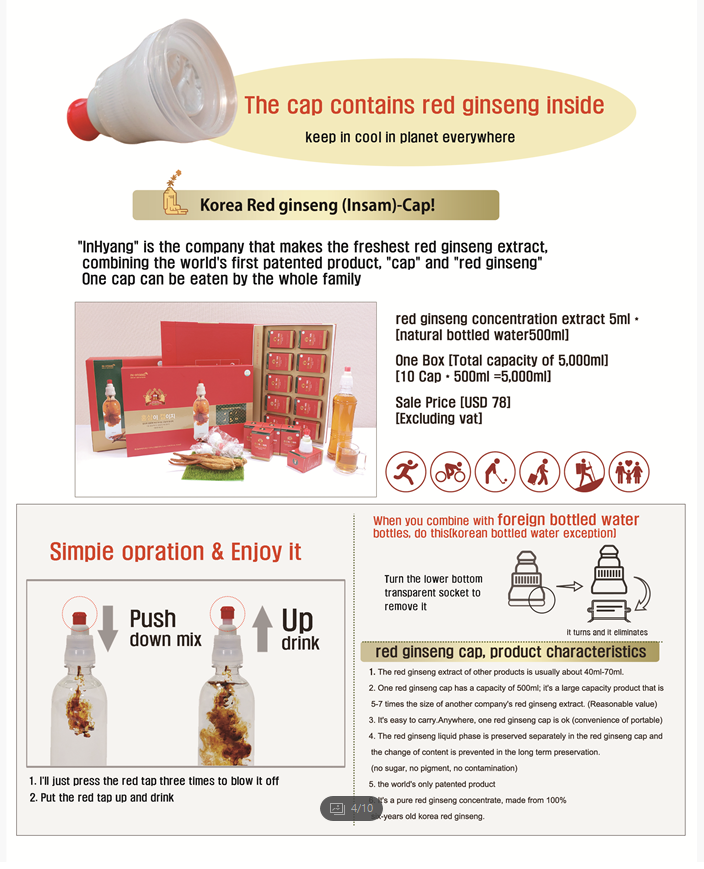 The cap contains red ginseng inside
keep in cool in planet everywhere
Korea Red ginseng (Insam)-Cap!
"InHyang" is the company that makes the freshest red ginseng extract,
combining the world's first patented product, "cap" and "red ginseng"
One cap can be eaten by the whole family
red ginseng concentration extract 5ml •
[natural bottled water500ml]
One Box [Total capacity of 5,000ml]
[10 Cap • 500ml =5,000ml]
Sale Price [USD 78]
[Excluding vat]
Simpie opration & Enjoy it
Push
down mix
Up
drink
1. I'll just press the red tap three times to blow it off
2. Put the red tap up and drink
When you combine with foreign bottled water
bottles, do this[korean bottled water exception]
Turn the lower bottom
transparent socket to
remove it
It turns and it eliminates
red ginseng cap, product characteristics
1. The red ginseng extract of other products is usually about 40ml-70ml.
2. One red ginseng cap has a capacity of 500ml; it's a large capacity product that is
5-7 times the size of another company's red ginseng extract. (Reasonable value)
3. It's easy to carry.Anywhere, one red ginseng cap is ok (convenience of portable)
4. The red ginseng liquid phase is preserved separately in the red ginseng cap and
the change of content is prevented in the long term preservation.
(no sugar, no pigment, no contamination)
5. the world's only patented product
It's a pure red ginseng concentrate, made from 100%
-years old korea red ginseng.
4/10